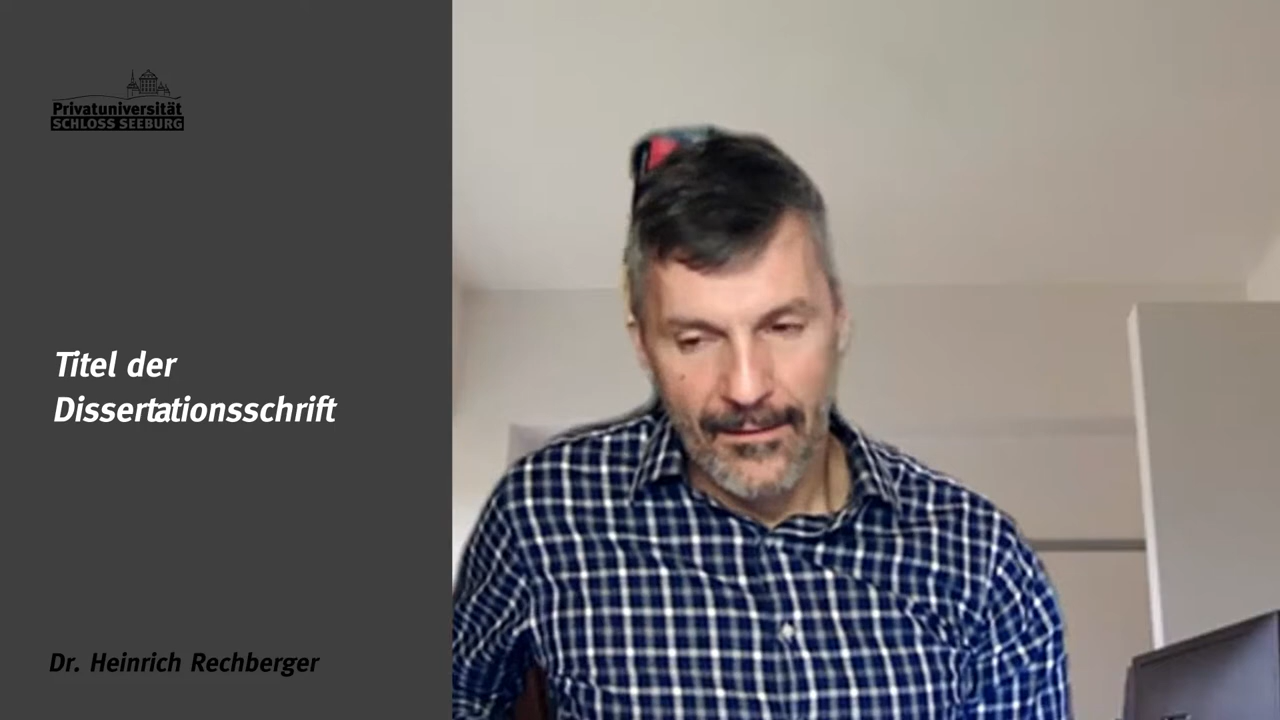 Privatuniversität
SCHLOSS SEEBURG
Titel der
Dissertationsschrift
Dr. Heinrich Rechberger